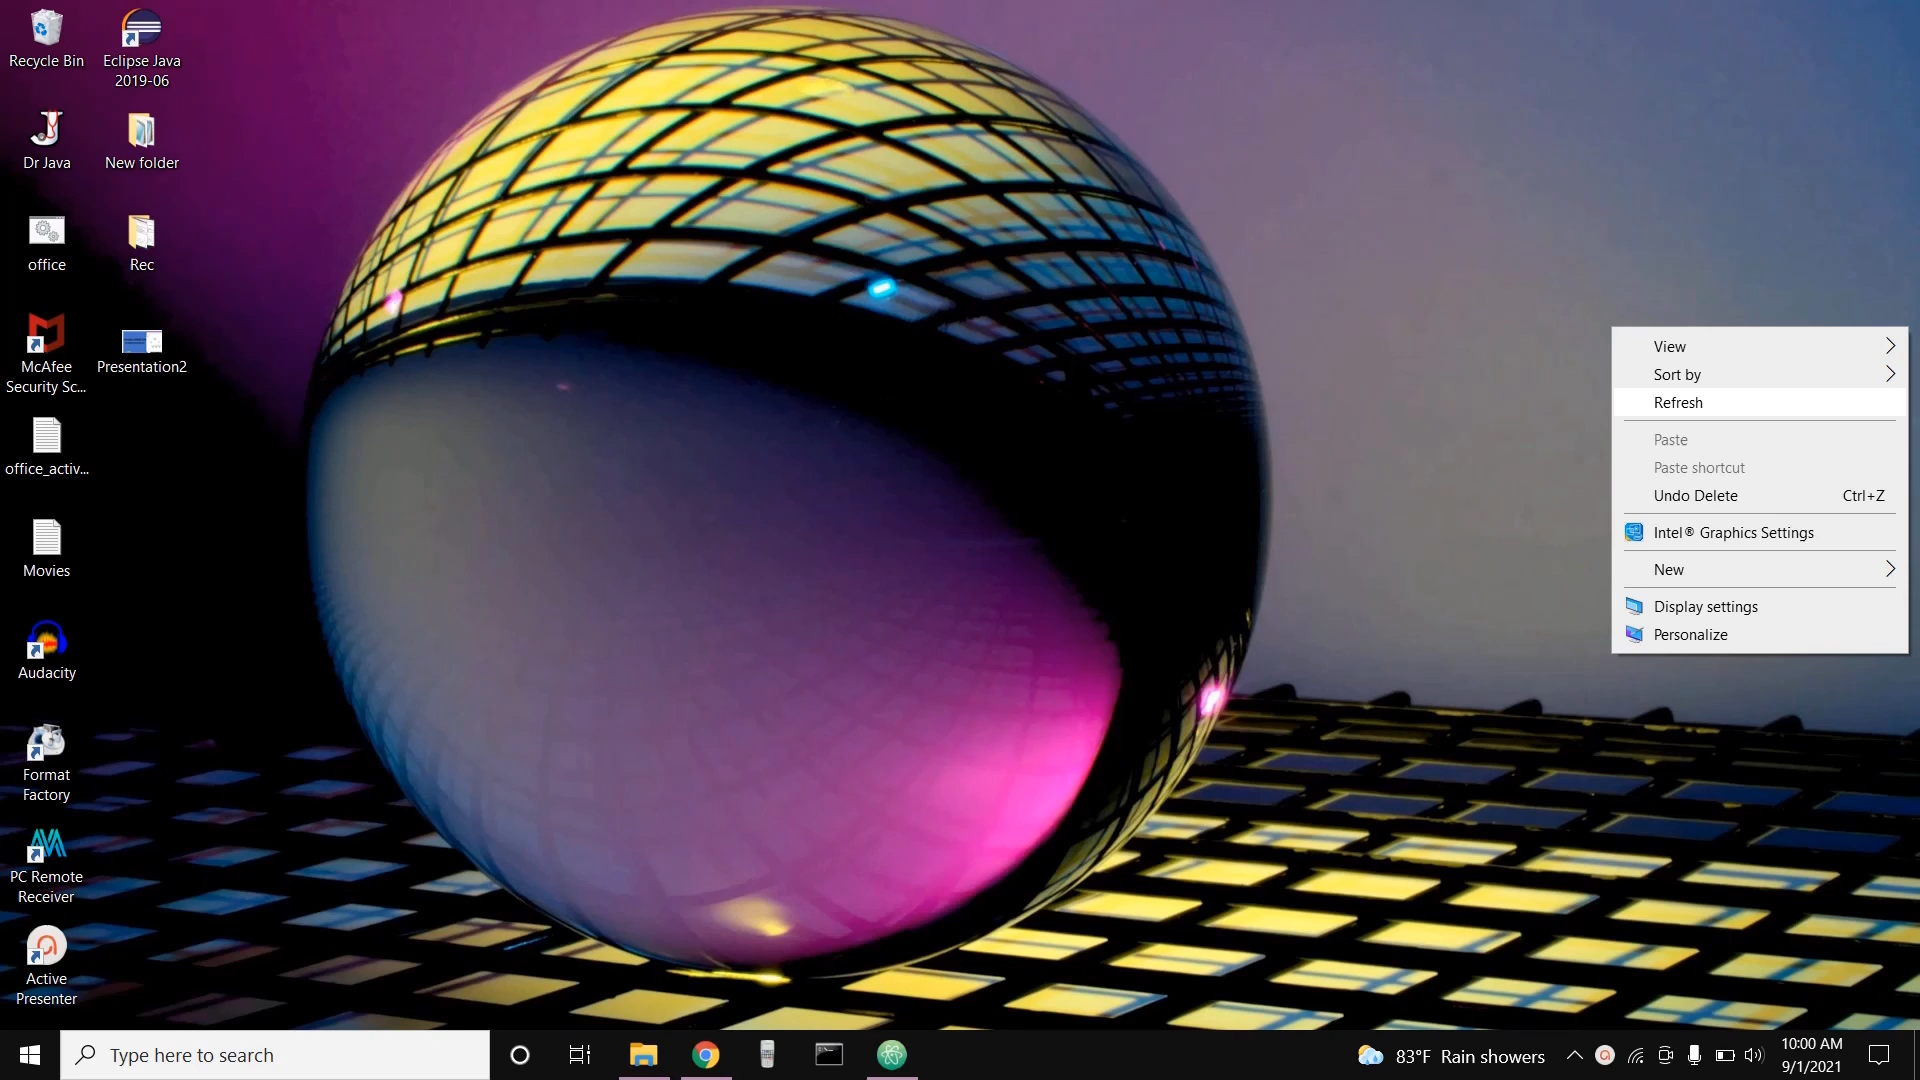 Recycle Bin
Eclipse Java
2019-06
Dr Java
New folder
office
Rec
McAfee
Security Sc...
Presentation2
office_activ...
Movies
Audacity
Format
Factory
PC Remote
Receiver
Active
Presenter
View
Sort by
Refresh
Paste
Paste shortcut
Undo Delete Ctrl+Z
Intel® Graphics Settings
New
Display settings
Personalize
Type here to search
83°F Rain showers
10:00 AM
9/1/2021